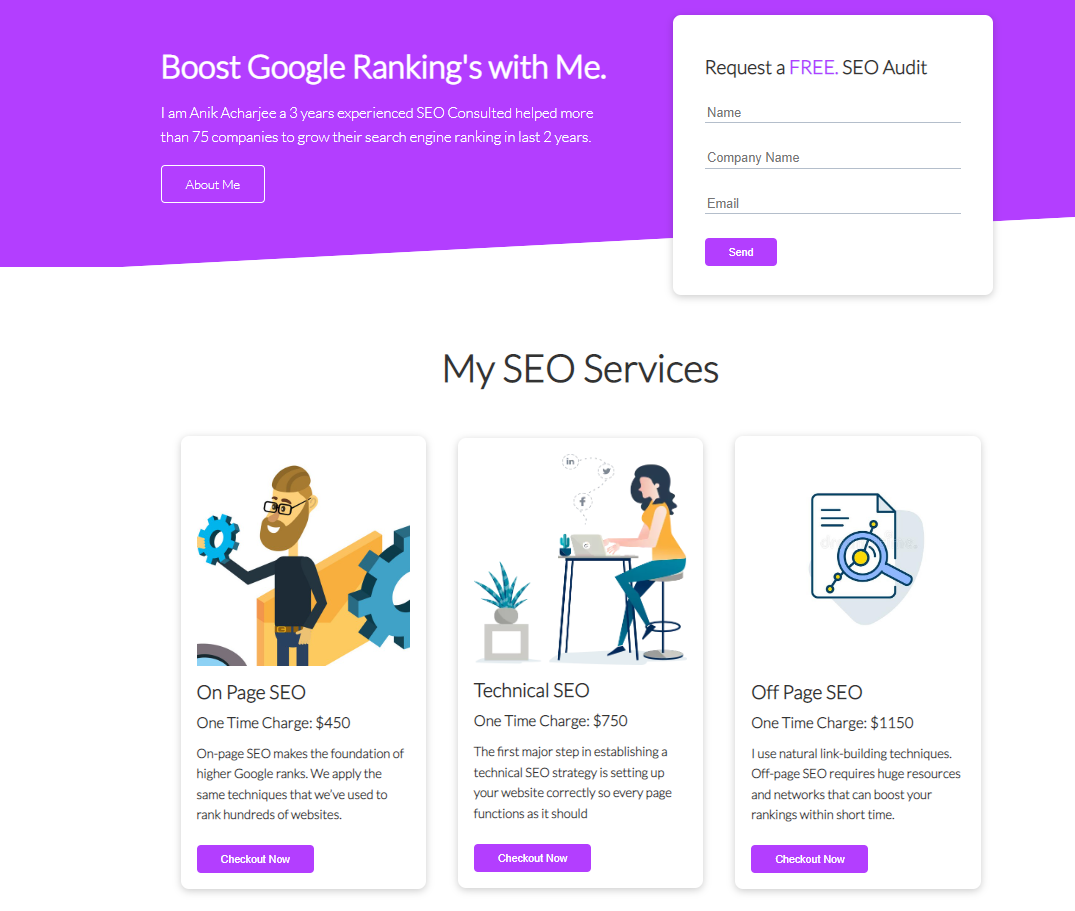 Boost Google Ranking's with Me.
I am Anik Acharjee a 3 years experienced SEO Consulted helped more
than 75 companies to grow their search engine ranking in last 2 years.
About Me
Request a FREE. SEO Audit
Name
Company Name
Email
Send
My SEO Services
On Page SEO
One Time Charge: $450
On-page SEO makes the foundation of
higher Google ranks. We apply the
same techniques that we've used to
rank hundreds of websites.
Checkout Now
in
Technical SEO
One Time Charge: $750
The first major step in establishing a
technical SEO strategy is setting up
your website correctly so every page
functions as it should
Checkout Now
Off Page SEO
One Time Charge: $1150
I use natural link-building techniques.
Off-page SEO requires huge resources
and networks that can boost your
rankings within short time.
Checkout Now